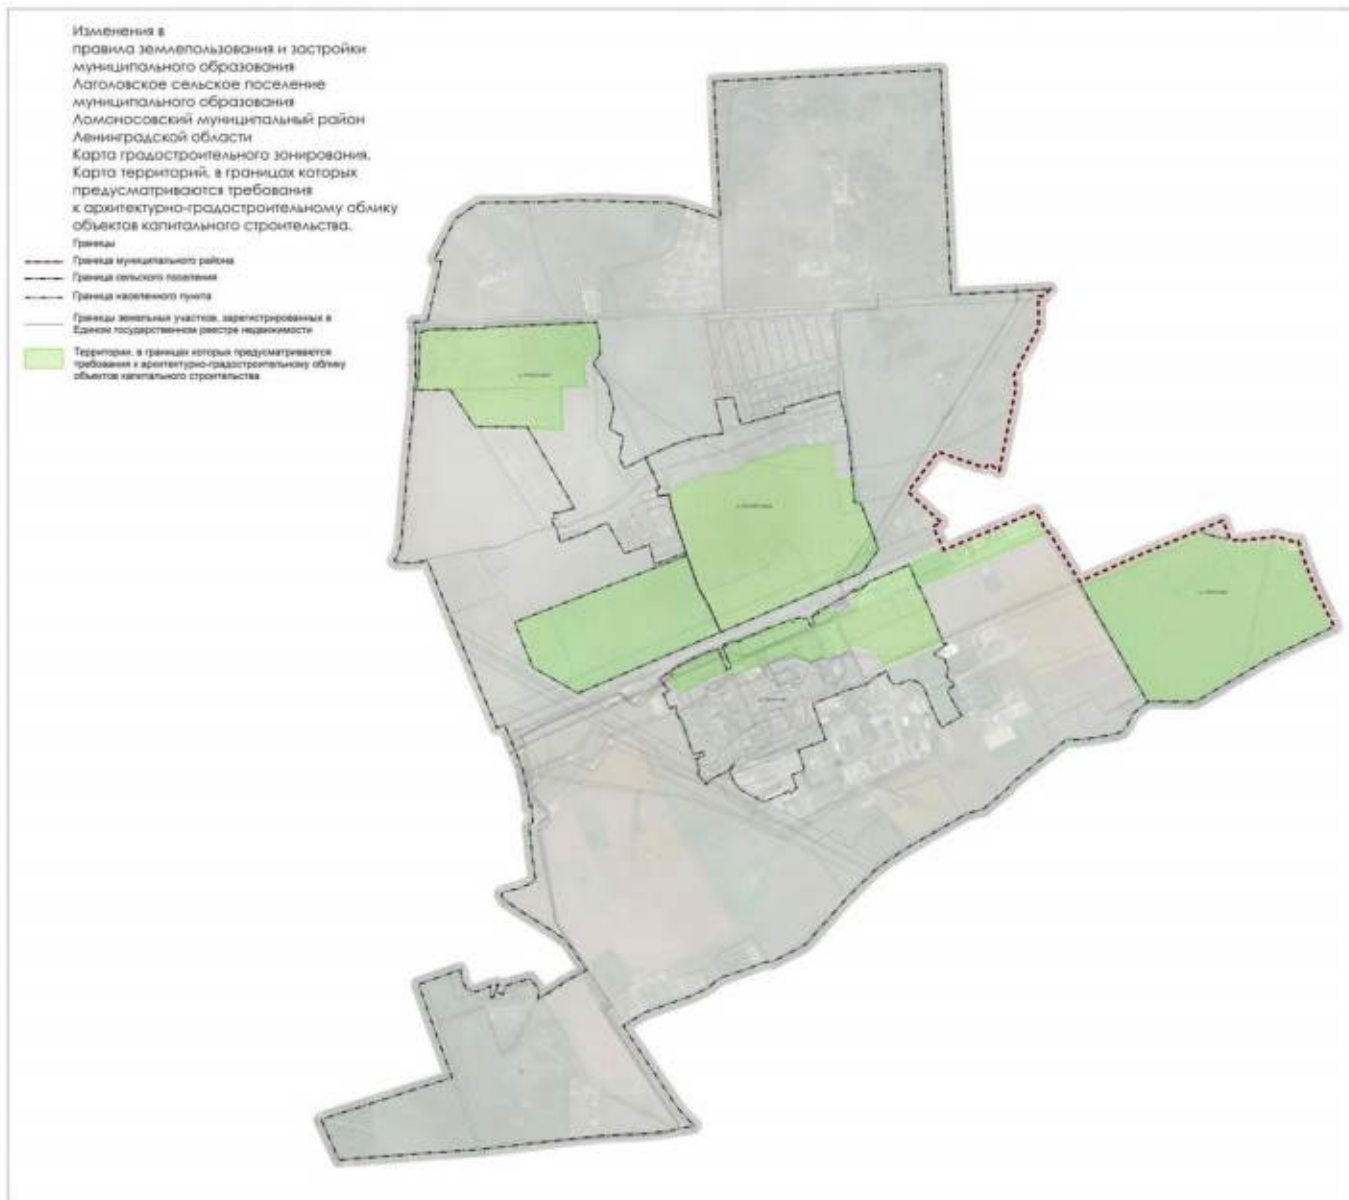 Изменения в
правила землепользования и застройки
муниципального образования
Лаголовское сельское поселение
муниципального образования
Ломоносовский муниципальный район
Ленинградской области
Карта градостроительного зонирования.
Карта территорий, в границах которых
предусматриваются требования
к архитектурно-градостроительному облику
объектов капитального строительства.
Границы
Граница муниципального района
Граница сельского поселения
Граница населенного пункта
Границы земельных участков, зарегистрированных в
Едином государственном реестре недвижимости
Территории, в границах которых предусматриваются
требования к архитектурно-градостроительному облику
объектов капитального строительства